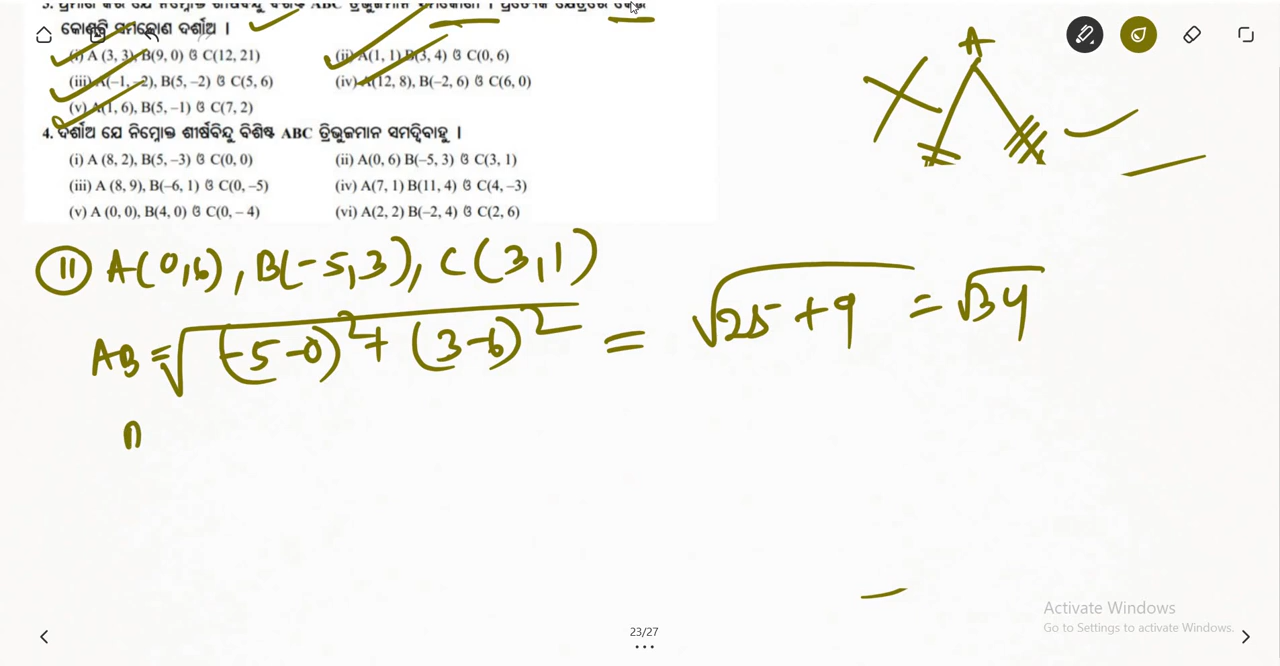 କୋଣଟି ସମକୋଣ ଦର୍ଶାଅ ।
(i) A (3, 3), B(9, 0) ଓ C(12, 21) (ii) A(1, 1) B(3, 4) ଓ C(0, 6)
(iii) A(−1, −2), B(5, −2) ଓ C(5, 6) (iv) A(12, 8), B(−2, 6) ଓ C(6, 0)
(v) A(1, 6), B(5, −1) ଓ C(7, 2)
4. ଦର୍ଶାଅ ଯେ ନିମ୍ନୋକ୍ତ ଶୀର୍ଷବିନ୍ଦୁ ବିଶିଷ୍ଟ ABC ତ୍ରିଭୁଜମାନ ସମଦ୍ବିବାହୁ ।
(i) A (8, 2), B(5, −3) ଓ C(0, 0) (ii) A(0, 6) B(−5, 3) ଓ C(3, 1)
(iii) A (8, 9), B(−6, 1) ଓ C(0, −5) (iv) A(7, 1) B(11, 4) ଓ C(4, −3)
(v) A (0, 0), B(4, 0) ଓ C(0, − 4) (vi) A(2, 2) B(−2, 4) ଓ C(2, 6)
A
11 A(0,6), B(−5,3), C(3,1)
AB = √(−5−0)² + (3−6)² = √25+9 = √34
Activate Windows
Go to Settings to activate Windows.
23/27